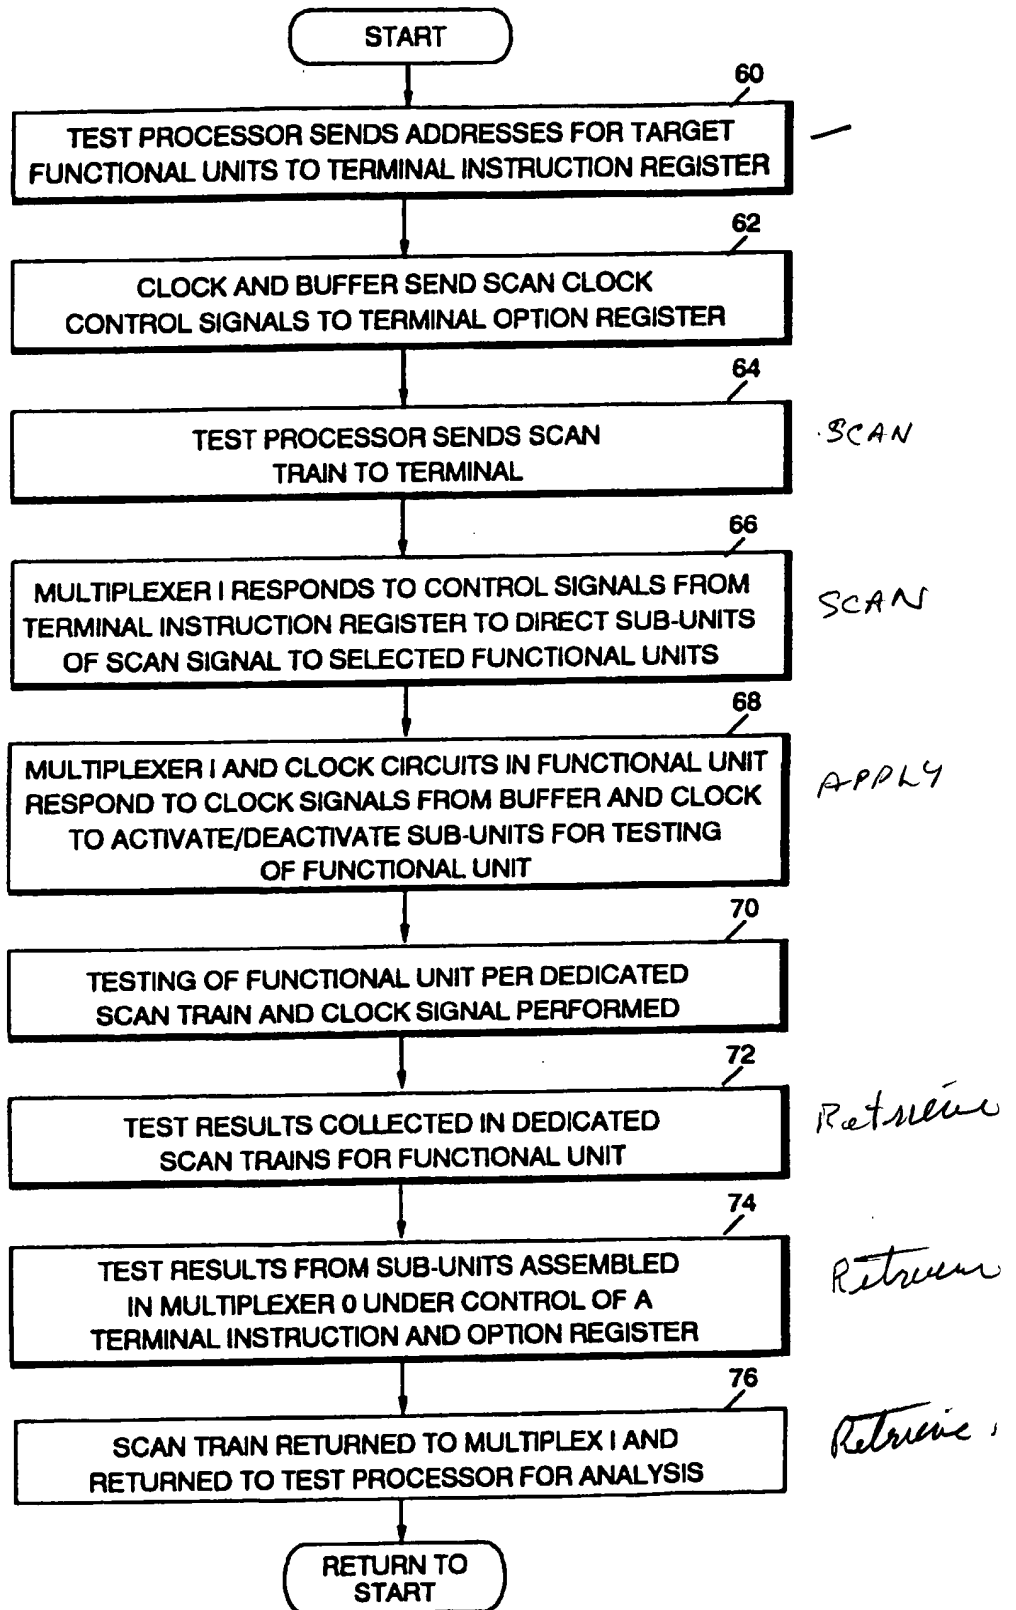 START
60
TEST PROCESSOR SENDS ADDRESSES FOR TARGET
FUNCTIONAL UNITS TO TERMINAL INSTRUCTION REGISTER
62
CLOCK AND BUFFER SEND SCAN CLOCK
CONTROL SIGNALS TO TERMINAL OPTION REGISTER
64
TEST PROCESSOR SENDS SCAN
TRAIN TO TERMINAL
SCAN
66
MULTIPLEXER I RESPONDS TO CONTROL SIGNALS FROM
TERMINAL INSTRUCTION REGISTER TO DIRECT SUB-UNITS
OF SCAN SIGNAL TO SELECTED FUNCTIONAL UNITS
SCAN
68
MULTIPLEXER I AND CLOCK CIRCUITS IN FUNCTIONAL UNIT
RESPOND TO CLOCK SIGNALS FROM BUFFER AND CLOCK
TO ACTIVATE/DEACTIVATE SUB-UNITS FOR TESTING
OF FUNCTIONAL UNIT
APPLY
70
TESTING OF FUNCTIONAL UNIT PER DEDICATED
SCAN TRAIN AND CLOCK SIGNAL PERFORMED
72
TEST RESULTS COLLECTED IN DEDICATED
SCAN TRAINS FOR FUNCTIONAL UNIT
Retrieve
74
TEST RESULTS FROM SUB-UNITS ASSEMBLED
IN MULTIPLEXER 0 UNDER CONTROL OF A
TERMINAL INSTRUCTION AND OPTION REGISTER
Retrieve
76
SCAN TRAIN RETURNED TO MULTIPLEX I AND
RETURNED TO TEST PROCESSOR FOR ANALYSIS
Retrieve
RETURN TO
START